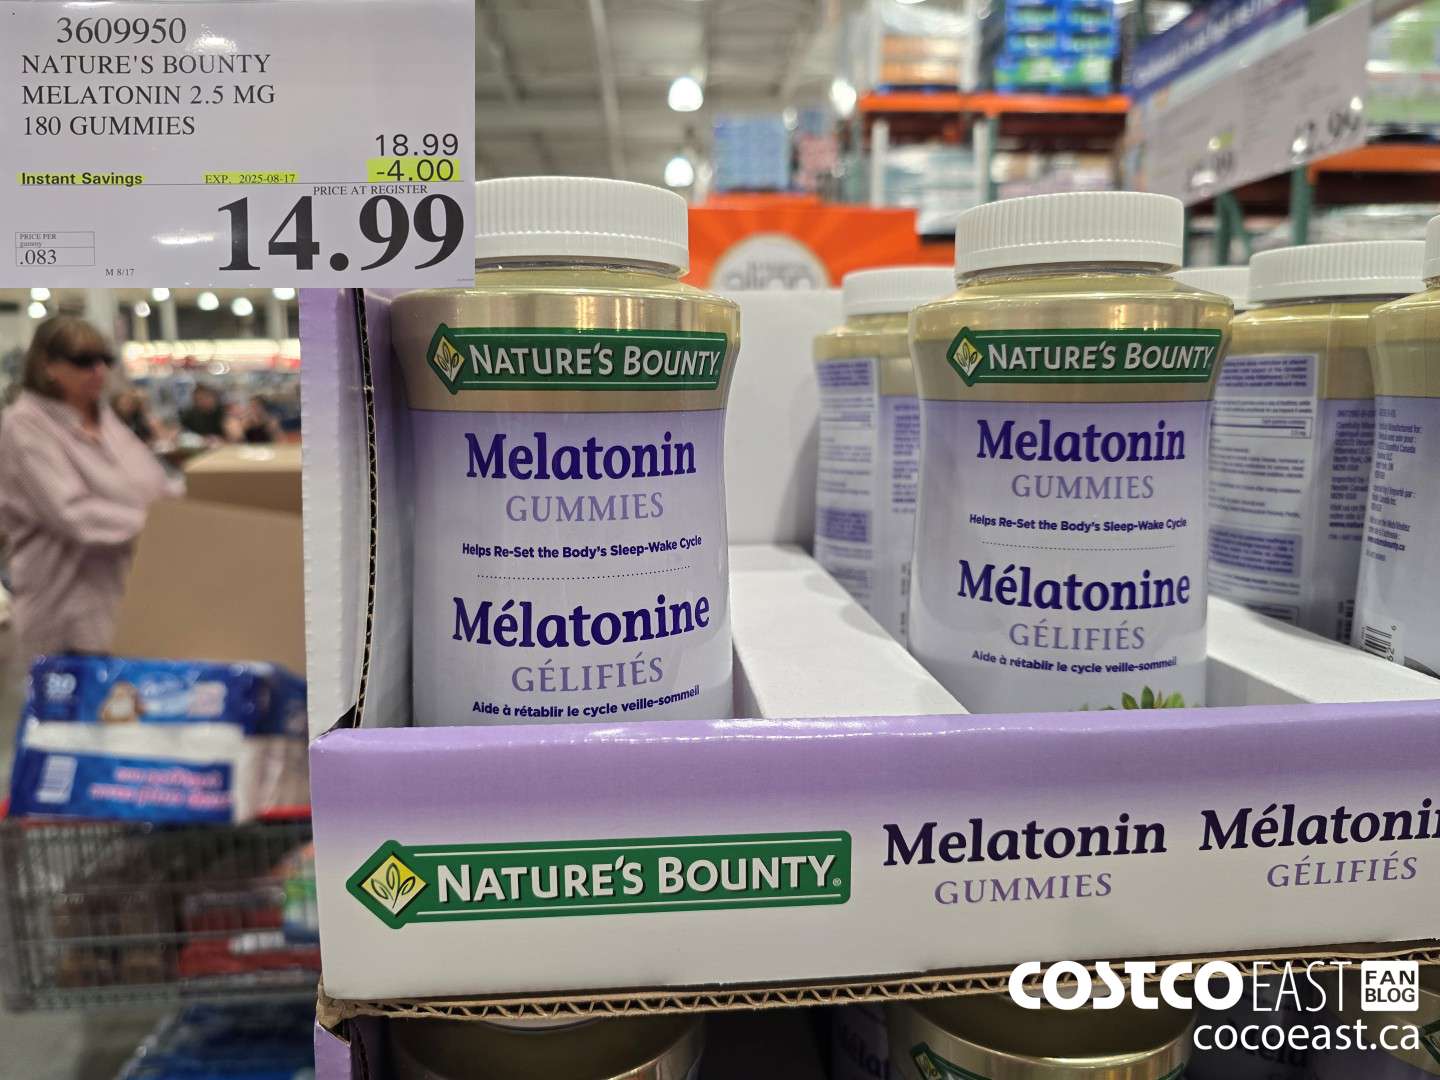 3609950
NATURE'S BOUNTY
MELATONIN 2.5 MG
180 GUMMIES
18.99
Instant Savings EXP. 2025-08-17 -4.00
PRICE AT REGISTER
14.99
PRICE PER
gummy
.083
M 8/17
NATURE'S BOUNTY
Melatonin
GUMMIES
Helps Re-Set the Body's Sleep-Wake Cycle
Mélatonine
GÉLIFIÉS
Aide à rétablir le cycle veille-sommeil
NATURE'S BOUNTY
Melatonin
GUMMIES
Helps Re-Set the Body's Sleep-Wake Cycle
Mélatonine
GÉLIFIÉS
Aide à rétablir le cycle veille-sommeil
NATURE'S BOUNTY®
Melatonin
GUMMIES
Mélatonin
GÉLIFIÉS
COSTCO EAST FAN BLOG
cocoeast.ca